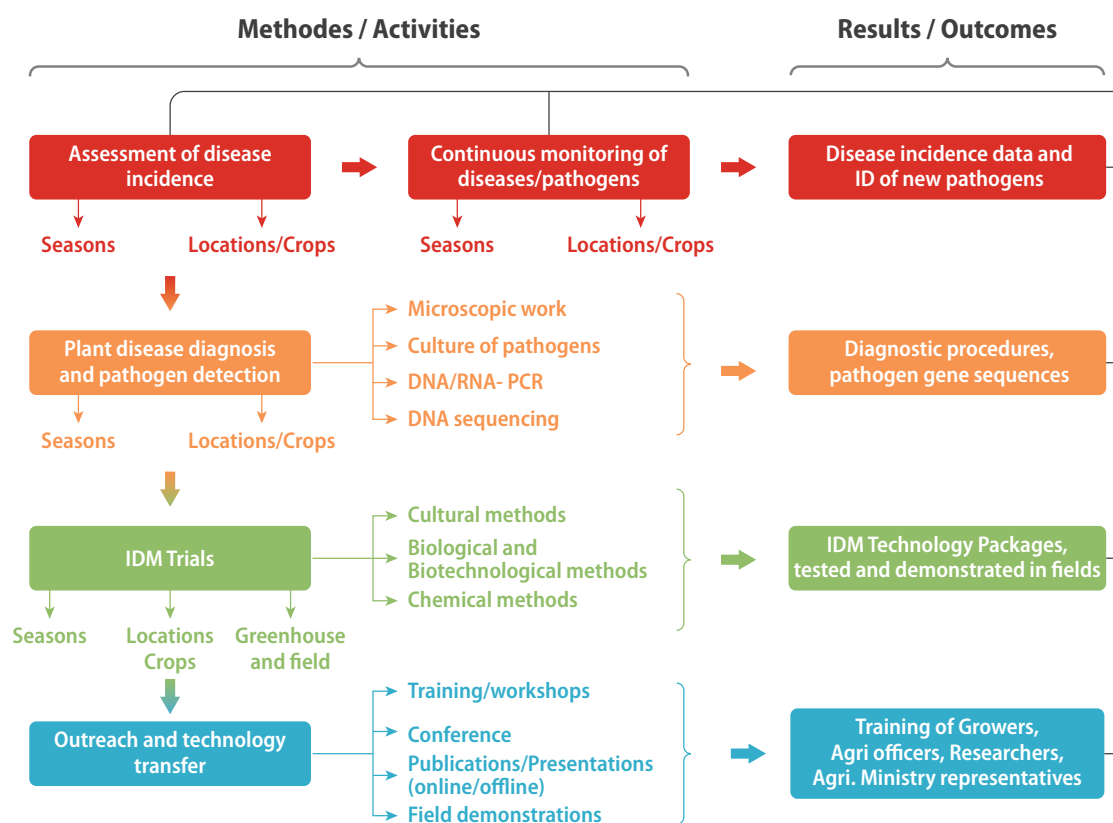 Methodes / Activities
Results / Outcomes
Assessment of disease
incidence
Continuous monitoring of
diseases/pathogens
Disease incidence data and
ID of new pathogens
Seasons
Locations/Crops
Seasons
Locations/Crops
Plant disease diagnosis
and pathogen detection
Microscopic work
Culture of pathogens
DNA/RNA- PCR
DNA sequencing
Diagnostic procedures,
pathogen gene sequences
Seasons
Locations/Crops
IDM Trials
Cultural methods
Biological and
Biotechnological methods
Chemical methods
IDM Technology Packages,
tested and demonstrated in fields
Seasons
Locations
Crops
Greenhouse
and field
Outreach and technology
transfer
Training/workshops
Conference
Publications/Presentations
(online/offline)
Field demonstrations
Training of Growers,
Agri officers, Researchers,
Agri. Ministry representatives